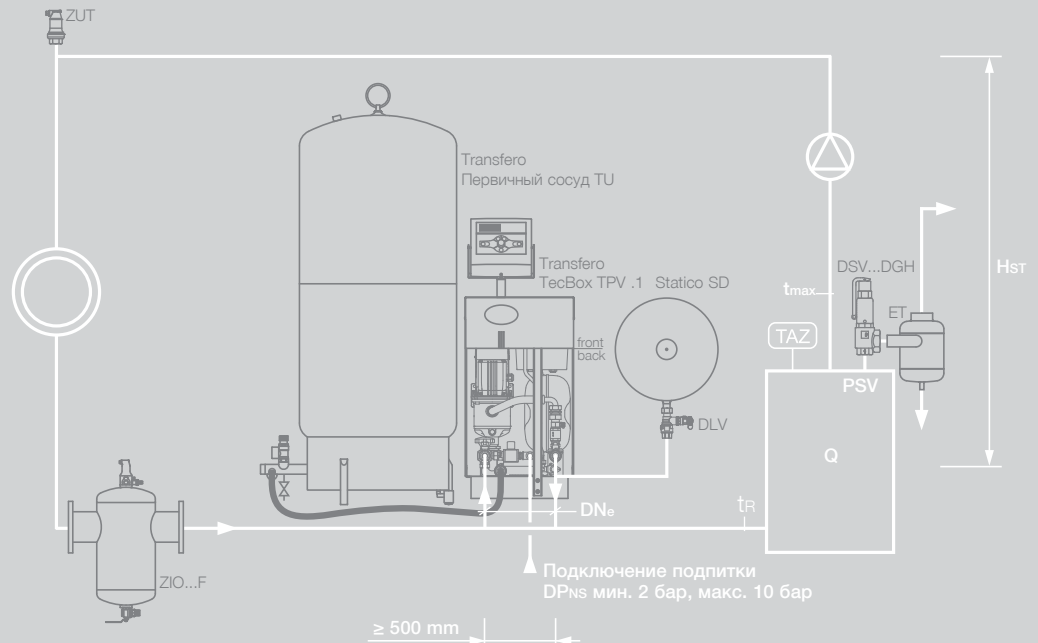 ZUT
Transfero
Первичный сосуд TU
Transfero
TecBox TPV .1
Statico SD
front
back
DLV
DSV...DGH
tmax
ET
HST
TAZ
PSV
Q
DNe
tR
ZIO...F
Подключение подпитки
DPNS мин. 2 бар, макс. 10 бар
≥ 500 mm